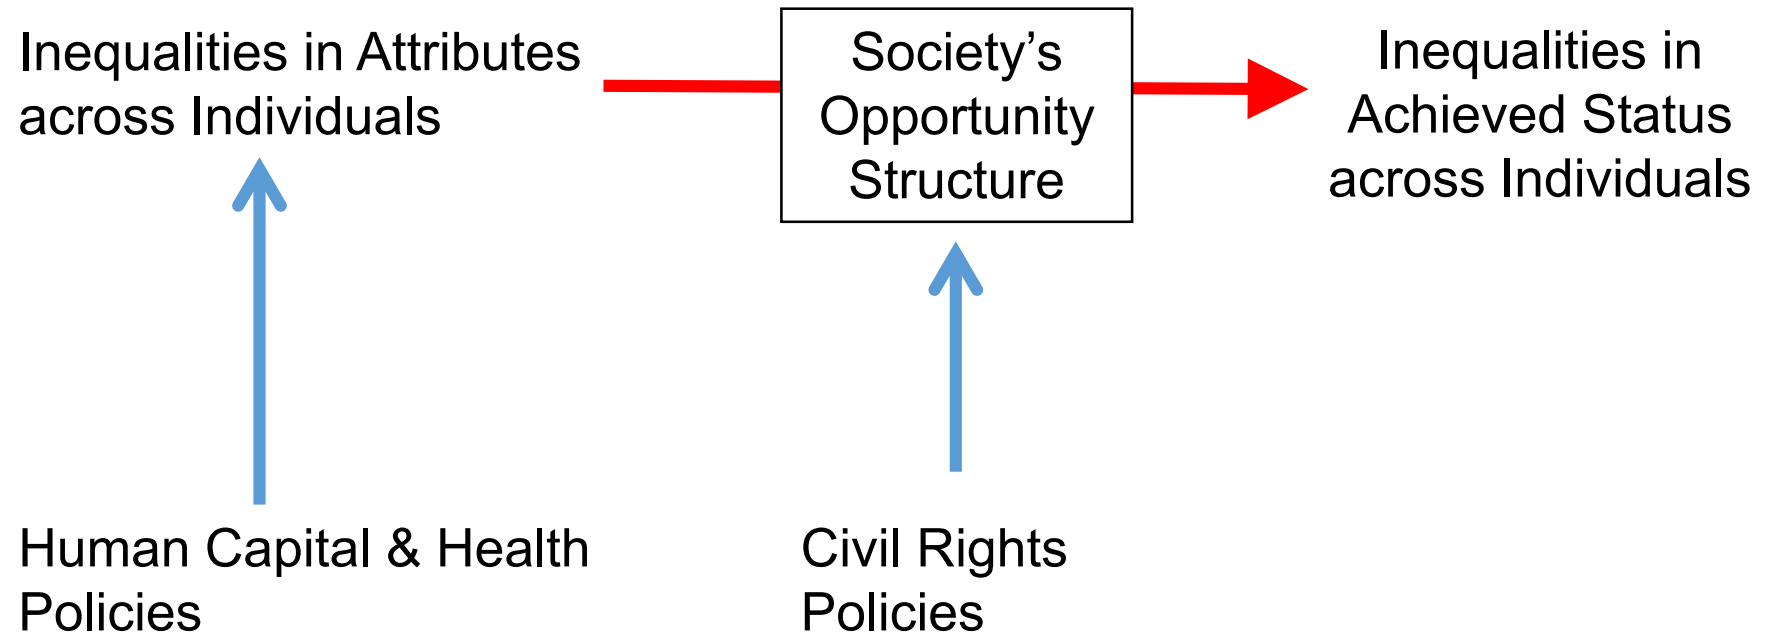 Inequalities in Attributes
across Individuals
Society’s
Opportunity
Structure
Inequalities in
Achieved Status
across Individuals
Human Capital & Health
Policies
Civil Rights
Policies